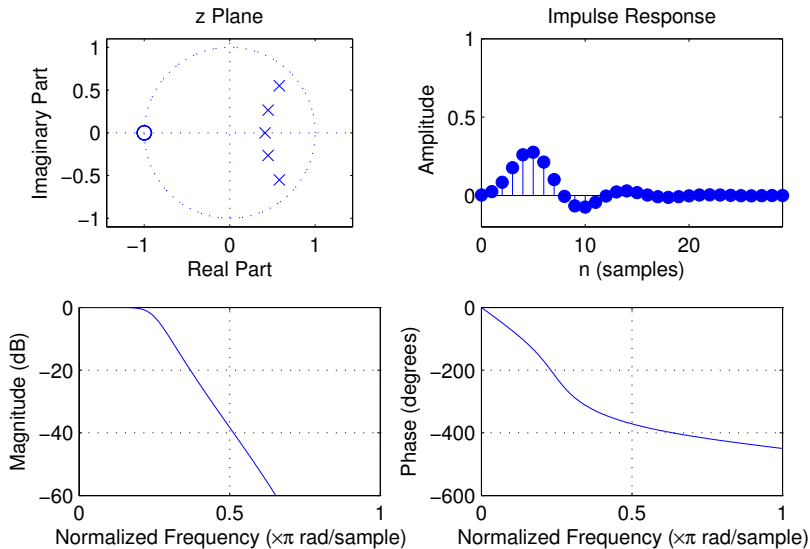 z Plane
1
0.5
0
−0.5
−1
Imaginary Part
−1 0 1
Real Part
Impulse Response
1
0.5
0
Amplitude
0 10 20
n (samples)
0
−20
−40
−60
Magnitude (dB)
0 0.5 1
Normalized Frequency (×π rad/sample)
0
−200
−400
−600
Phase (degrees)
0 0.5 1
Normalized Frequency (×π rad/sample)